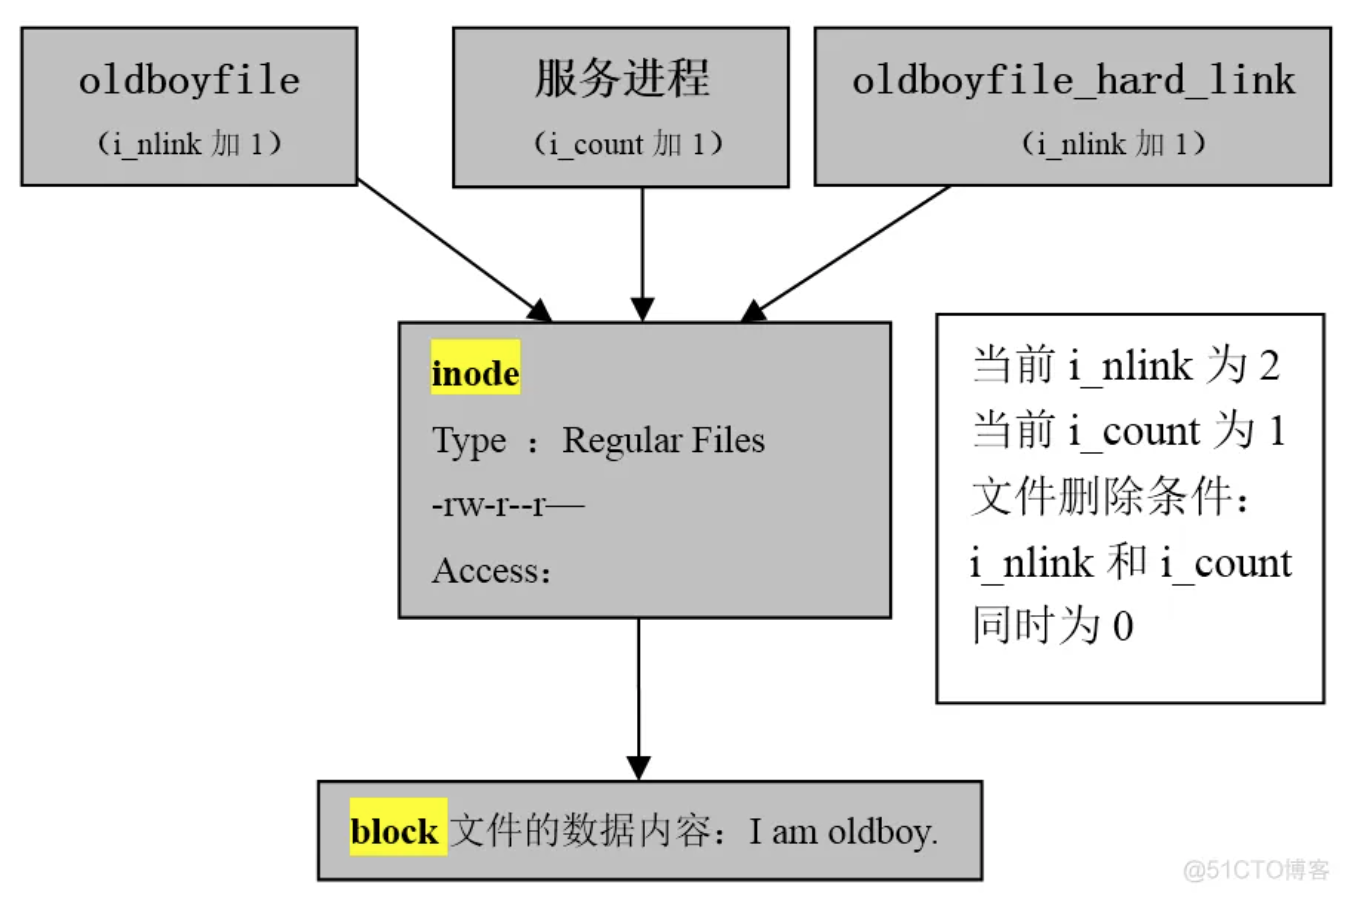 oldboyfile
（i_nlink 加 1）
服务进程
（i_count 加 1）
oldboyfile_hard_link
（i_nlink 加 1）
inode
Type ：Regular Files
-rw-r--r—
Access：
当前 i_nlink 为 2
当前 i_count 为 1
文件删除条件：
i_nlink 和 i_count
同时为 0
block 文件的数据内容：I am oldboy.
@51CTO博客